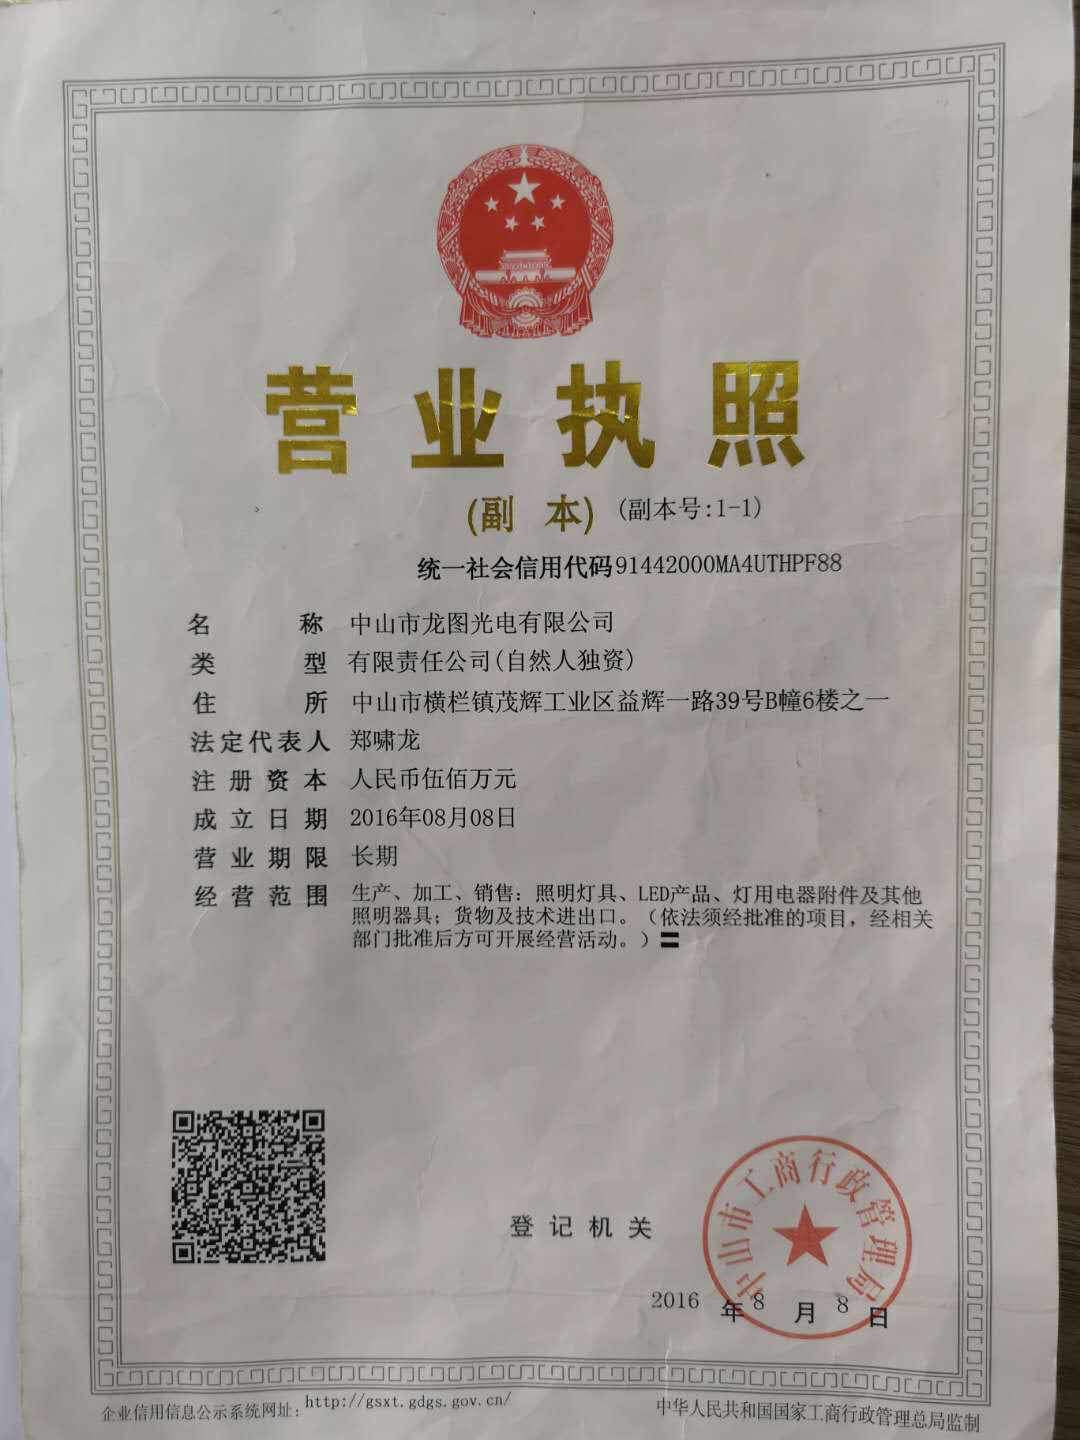 营业执照
(副 本) (副本号:1-1)
统一社会信用代码91442000MA4UTHPF88
名 称 中山市龙图光电有限公司
类 型 有限责任公司(自然人独资)
住 所 中山市横栏镇茂辉工业区益辉一路39号B幢6楼之一
法定代表人 郑啸龙
注册资本 人民币伍佰万元
成立日期 2016年08月08日
营业期限 长期
经营范围 生产、加工、销售：照明灯具、LED产品、灯用电器附件及其他
照明器具；货物及技术进出口。（依法须经批准的项目，经相关
部门批准后方可开展经营活动。）〓
中山市工商行政管理局
登记机关
2016 年 8 月 8 日
企业信用信息公示系统网址： http://gsxt.gdgs.gov.cn/
中华人民共和国国家工商行政管理总局监制